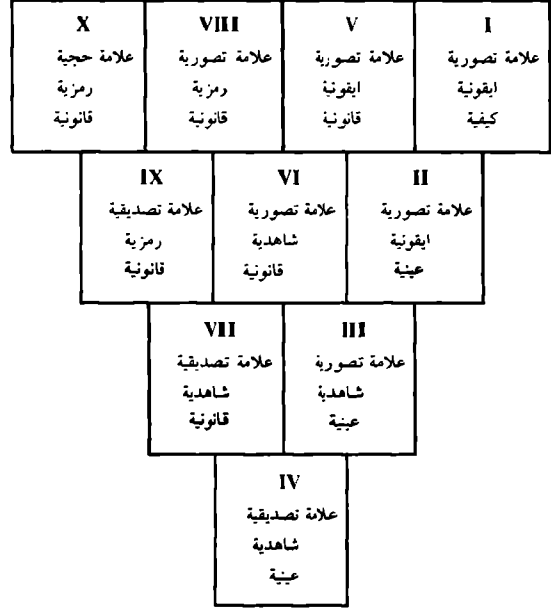 I
علامة تصورية
ايقونية
كيفية
V
علامة تصورية
ايقونية
قانونية
VIII
علامة تصورية
رمزية
قانونية
X
علامة حجية
رمزية
قانونية
II
علامة تصورية
ايقونية
عينية
VI
علامة تصورية
شاهدية
قانونية
IX
علامة تصديقية
رمزية
قانونية
III
علامة تصورية
شاهدية
عينية
VII
علامة تصديقية
شاهدية
قانونية
IV
علامة تصديقية
شاهدية
عينية